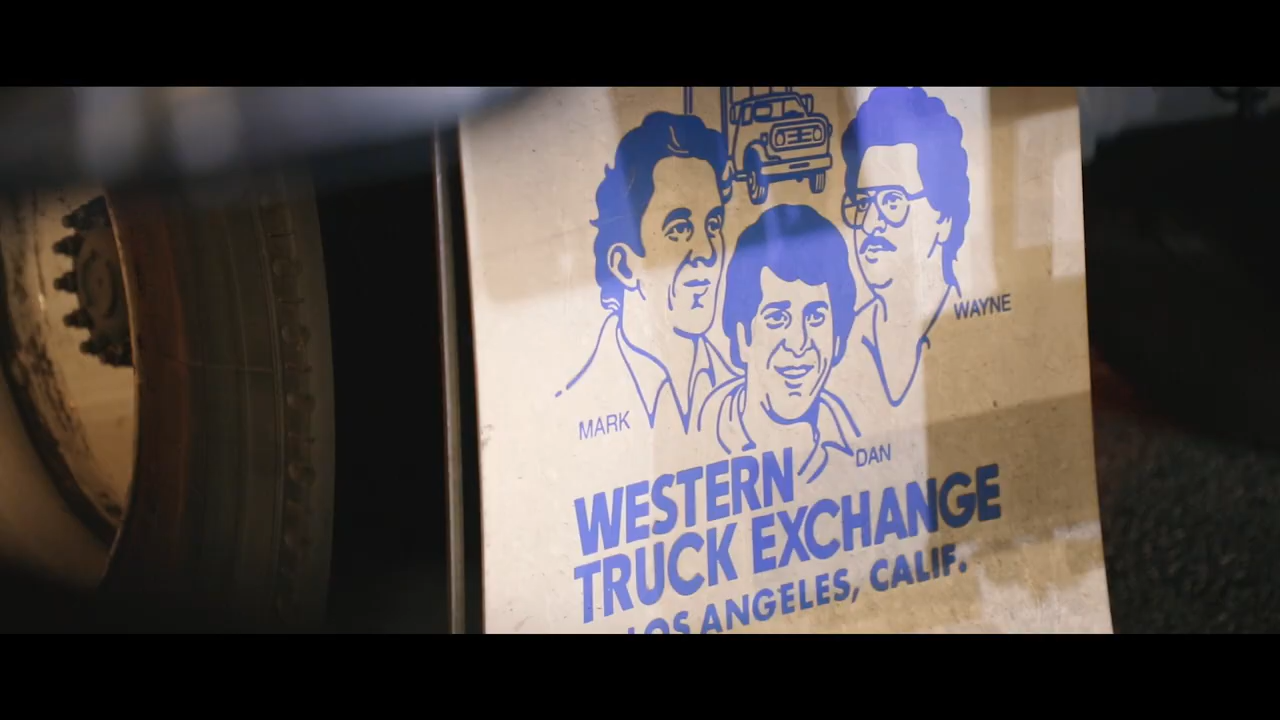 WAYNE
MARK
DAN
WESTERN
TRUCK EXCHANGE
LOS ANGELES, CALIF.